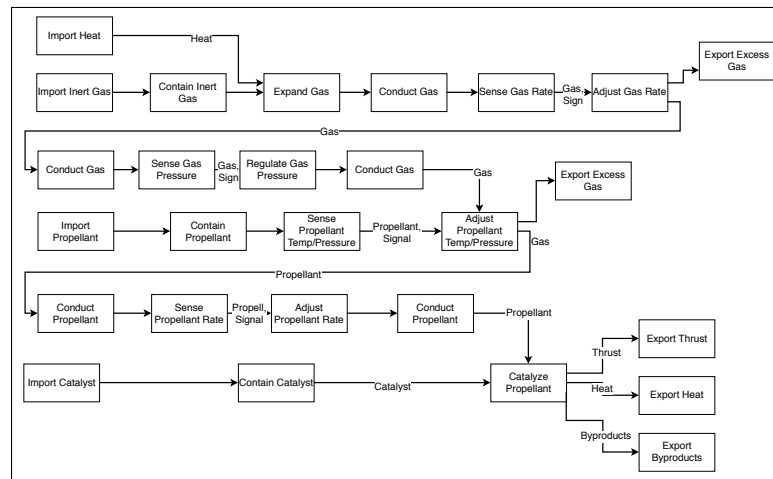 Import Heat
Heat
Export Excess
Gas
Import Inert Gas
Contain Inert
Gas
Expand Gas
Conduct Gas
Sense Gas Rate
Gas,
Sign
Adjust Gas Rate
Gas
Conduct Gas
Sense Gas
Pressure
Gas,
Sign
Regulate Gas
Pressure
Conduct Gas
Gas
Export Excess
Gas
Import
Propellant
Contain
Propellant
Sense
Propellant
Temp/Pressure
Propellant,
Signal
Adjust
Propellant
Temp/Pressure
Gas
Propellant
Conduct
Propellant
Sense
Propellant Rate
Propell,
Signal
Adjust
Propellant Rate
Conduct
Propellant
Propellant
Import Catalyst
Contain Catalyst
Catalyst
Catalyze
Propellant
Thrust
Export Thrust
Heat
Export Heat
Byproducts
Export
Byproducts